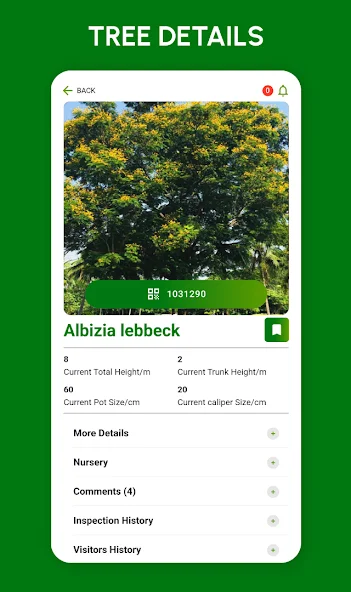 TREE DETAILS
BACK
0
1031290
Albizia lebbeck
8 2
Current Total Height/m Current Trunk Height/m
60 20
Current Pot Size/cm Current caliper Size/cm
More Details
Nursery
Comments (4)
Inspection History
Visitors History